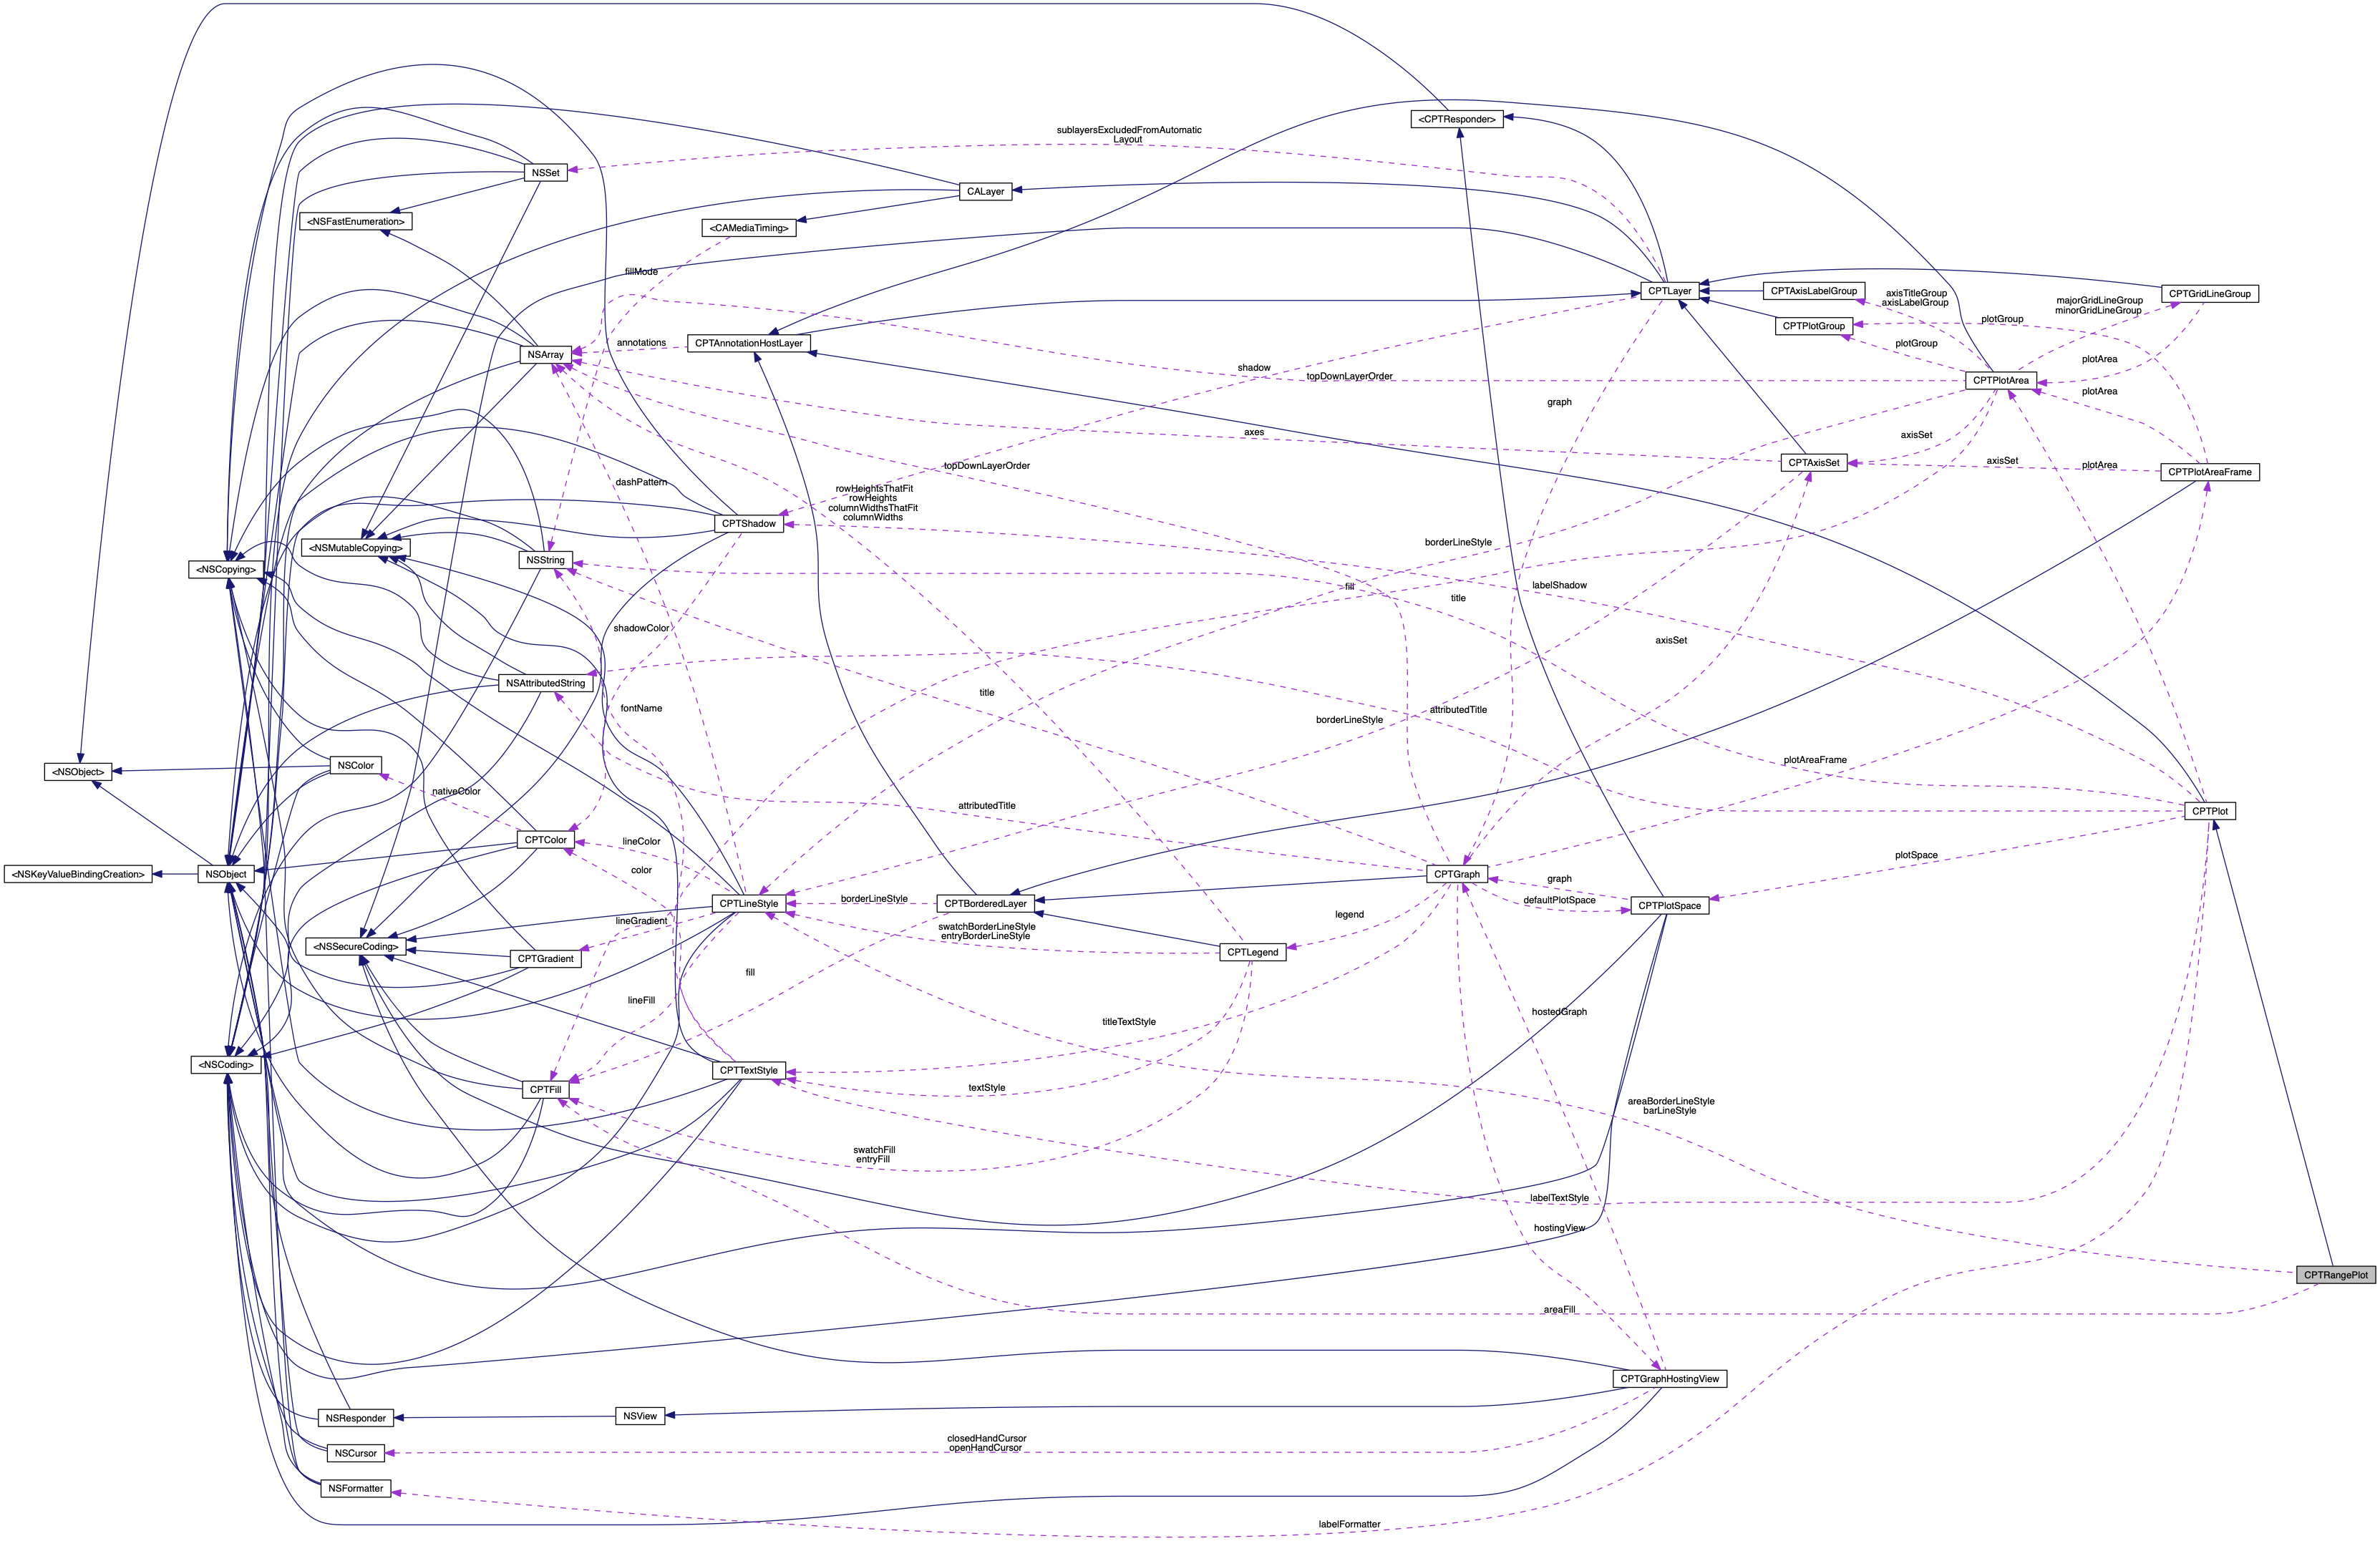 <CPTResponder>
sublayersExcludedFromAutomatic
Layout
NSSet
CALayer
<NSFastEnumeration>
<CAMediaTiming>
fillMode
CPTLayer
CPTAxisLabelGroup
axisTitleGroup
axisLabelGroup
majorGridLineGroup
minorGridLineGroup
CPTGridLineGroup
plotGroup
CPTPlotGroup
annotations
CPTAnnotationHostLayer
NSArray
plotGroup
plotArea
shadow
topDownLayerOrder
CPTPlotArea
plotArea
graph
axes
axisSet
topDownLayerOrder
CPTAxisSet
axisSet
plotArea
CPTPlotAreaFrame
dashPattern
rowHeightsThatFit
rowHeights
columnWidthsThatFit
columnWidths
CPTShadow
borderLineStyle
<NSMutableCopying>
NSString
<NSCopying>
fill
labelShadow
title
shadowColor
axisSet
NSAttributedString
title
fontName
attributedTitle
borderLineStyle
plotAreaFrame
<NSObject>
NSColor
nativeColor
attributedTitle
CPTPlot
CPTColor
lineColor
plotSpace
<NSKeyValueBindingCreation>
NSObject
color
CPTGraph
graph
borderLineStyle
CPTLineStyle
CPTBorderedLayer
defaultPlotSpace
CPTPlotSpace
lineGradient
legend
swatchBorderLineStyle
entryBorderLineStyle
<NSSecureCoding>
CPTGradient
CPTLegend
fill
lineFill
hostedGraph
titleTextStyle
<NSCoding>
CPTTextStyle
CPTFill
textStyle
areaBorderLineStyle
barLineStyle
swatchFill
entryFill
labelTextStyle
hostingView
CPTRangePlot
areaFill
CPTGraphHostingView
NSResponder
NSView
closedHandCursor
openHandCursor
NSCursor
NSFormatter
labelFormatter